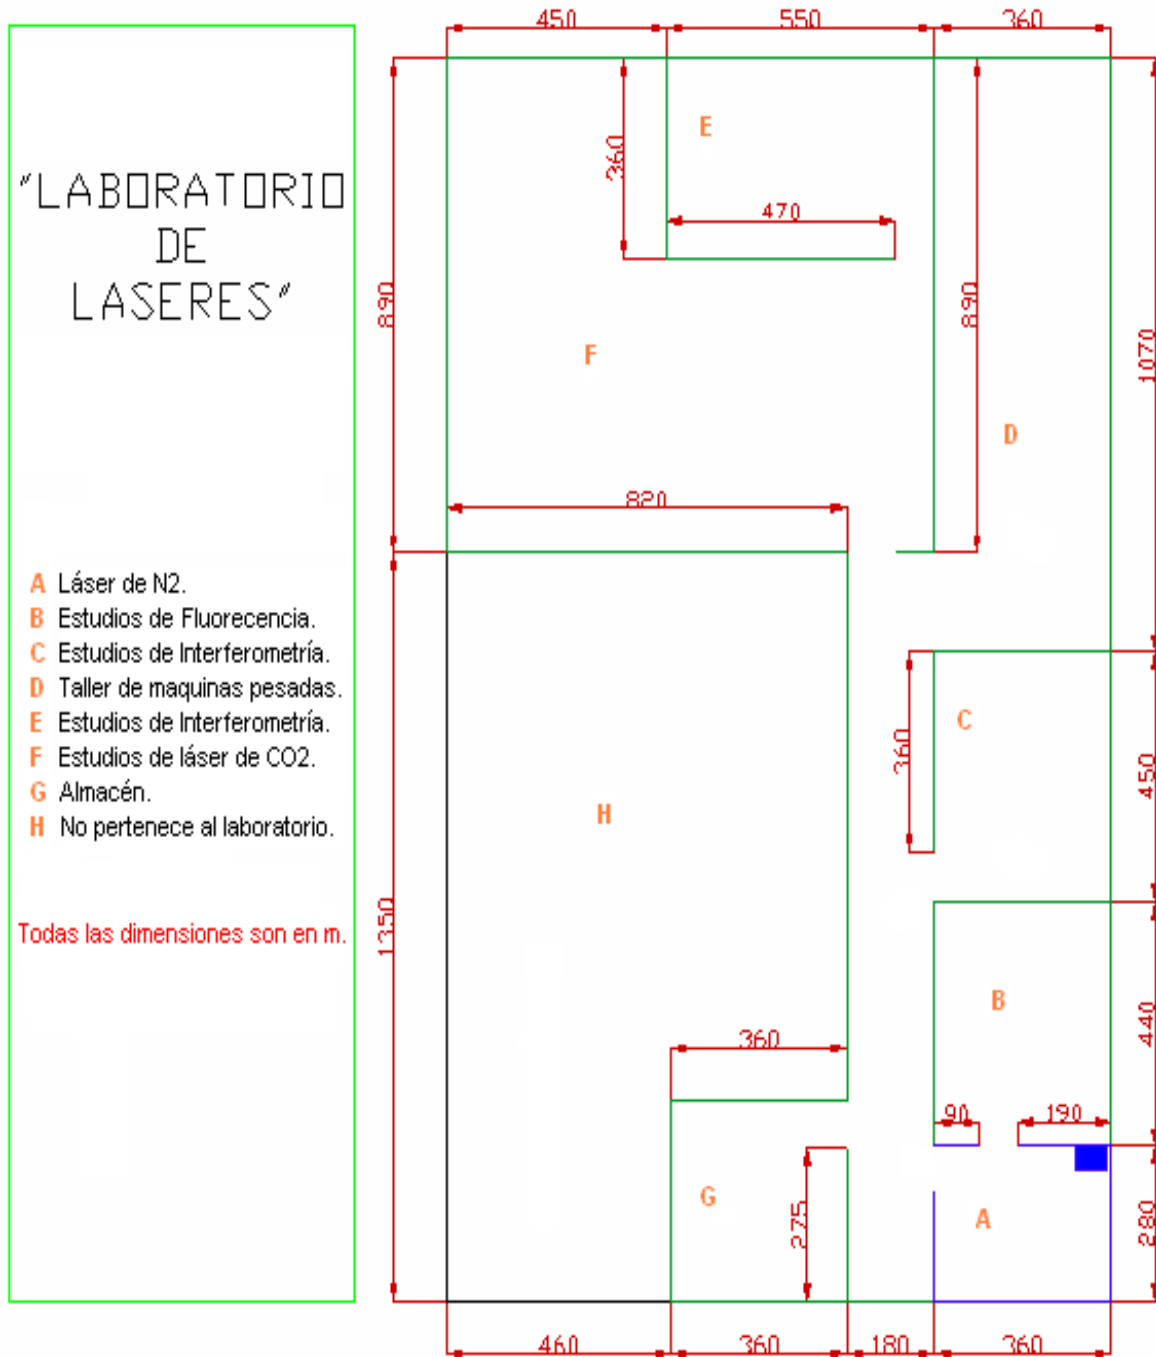 450 550 360
"LABORATORIO
DE
LASERES"
E
360
470
890
890
1070
F
D
820
A Láser de N2.
B Estudios de Fluorecencia.
C Estudios de Interferometría.
D Taller de maquinas pesadas.
E Estudios de Interferometría.
F Estudios de láser de CO2.
G Almacén.
H No pertenece al laboratorio.
C
360
450
H
Todas las dimensiones son en m.
1350
B
440
360
90 190
G
275
A
280
460 360 180 360